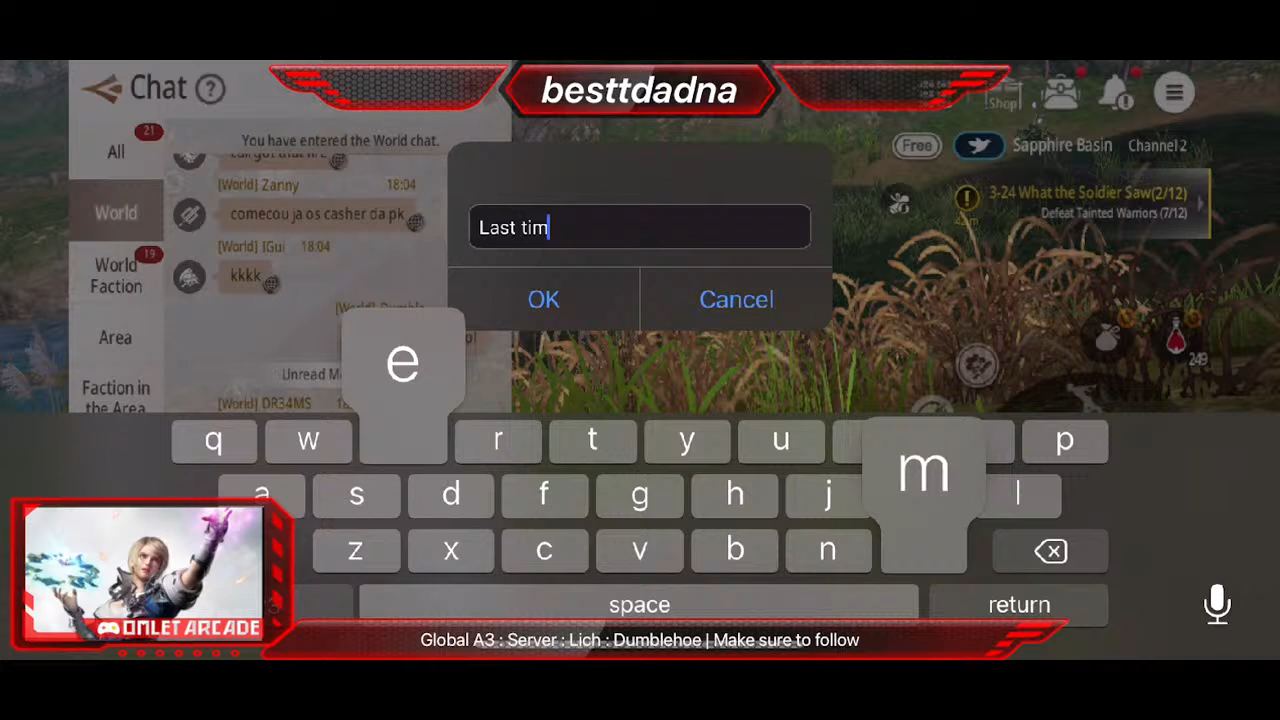 besttdadna
Chat ?
Shop
21
All
You have entered the World chat.
Free
Sapphire Basin Channel 2
World
[World] Zanny 18:04
comecou ja os casher da pk
3-24 What the Soldier Saw(2/12)
Defeat Tainted Warriors (7/12)
Last tim
19
World
Faction
[World] IGui 18:04
kkkk
OK
Cancel
Area
249
Faction in
the Area
[World] DR34MS
e
q w r t y u p
m
a s d f g h j l
z x c v b n
space
return
OMLET ARCADE
Global A3 : Server : Lich : Dumblehoe | Make sure to follow